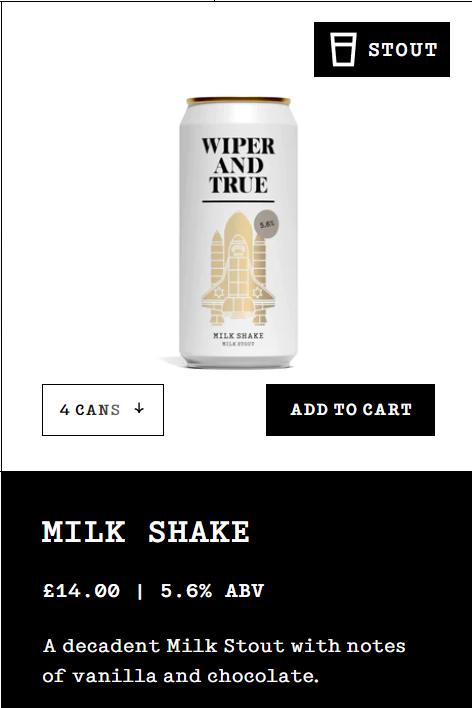 STOUT
WIPER
AND
TRUE
5.6%
MILK SHAKE
MILK STOUT
4 CANS
ADD TO CART
MILK SHAKE
£14.00 | 5.6% ABV
A decadent Milk Stout with notes
of vanilla and chocolate.